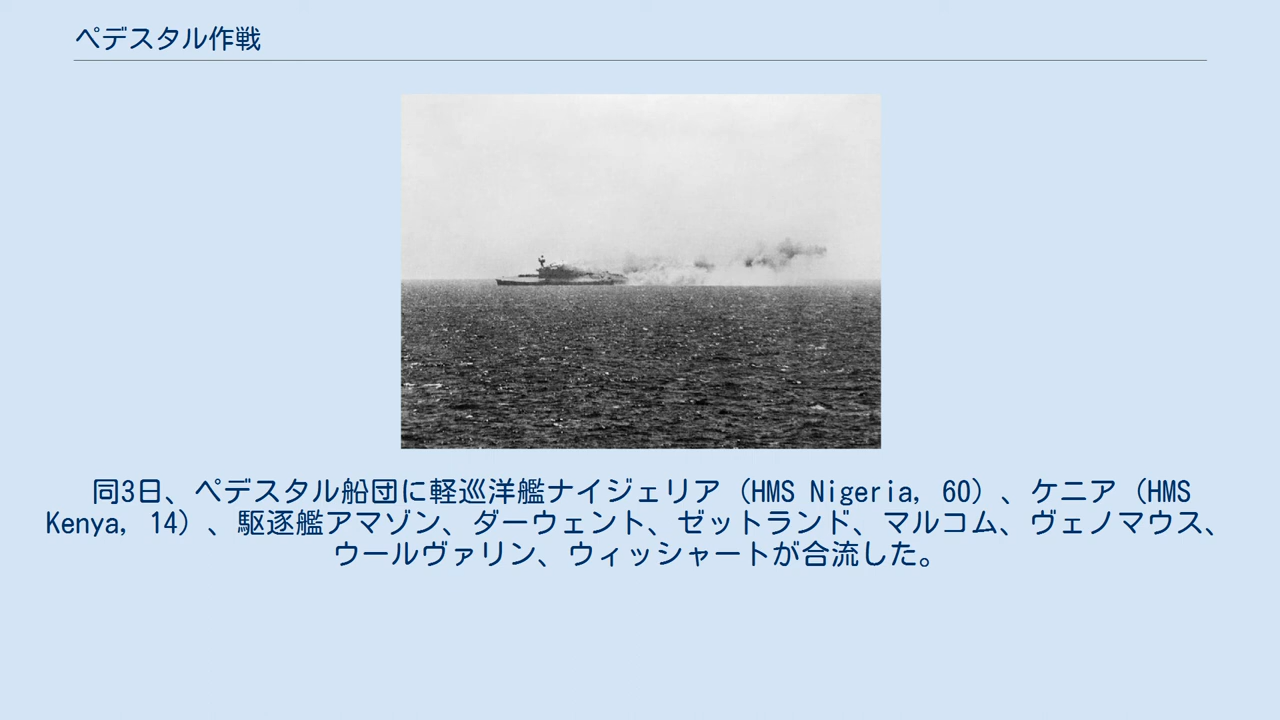 ペデスタル作戦
同3日、ペデスタル船団に軽巡洋艦ナイジェリア（HMS Nigeria, 60）、ケニア（HMS
Kenya, 14）、駆逐艦アマゾン、ダーウェント、ゼットランド、マルコム、ヴェノマウス、
ウールヴァリン、ウィッシャートが合流した。